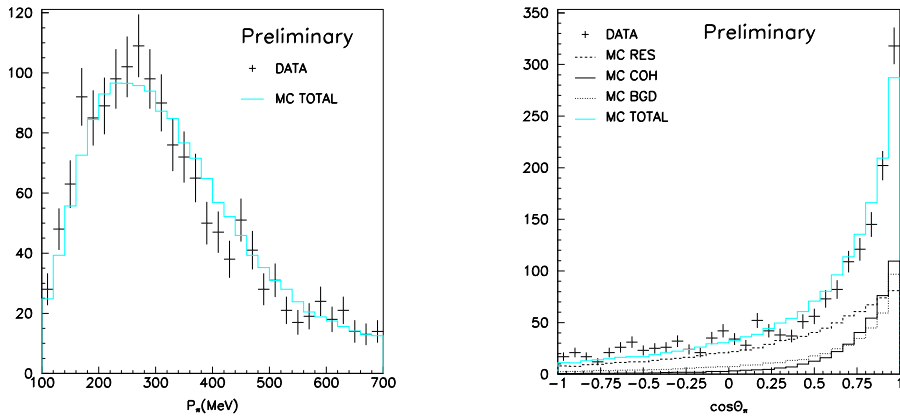 120
100
80
60
40
20
0
Preliminary
DATA
MC TOTAL
100 200 300 400 500 600 700
Pπ(MeV)
350
300
250
200
150
100
50
0
Preliminary
DATA
MC RES
MC COH
MC BGD
MC TOTAL
-1 -0.75 -0.5 -0.25 0 0.25 0.5 0.75 1
cosΘπ